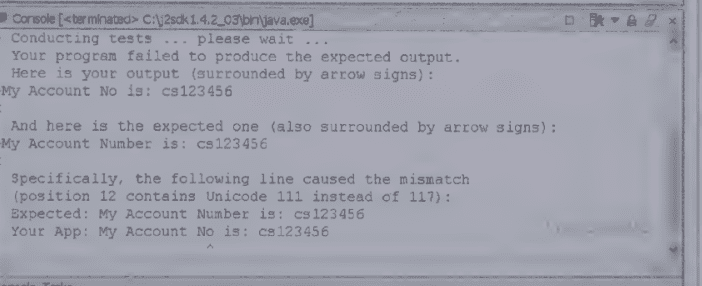 Console [<terminated> C:\j2sdk1.4.2_03\bin\java.exe]
Conducting tests ... please wait ...
Your program failed to produce the expected output.
Here is your output (surrounded by arrow signs):
My Account No is: cs123456
And here is the expected one (also surrounded by arrow signs):
My Account Number is: cs123456
Specifically, the following line caused the mismatch
(position 12 contains Unicode 111 instead of 117):
Expected: My Account Number is: cs123456
Your App: My Account No is: cs123456
^